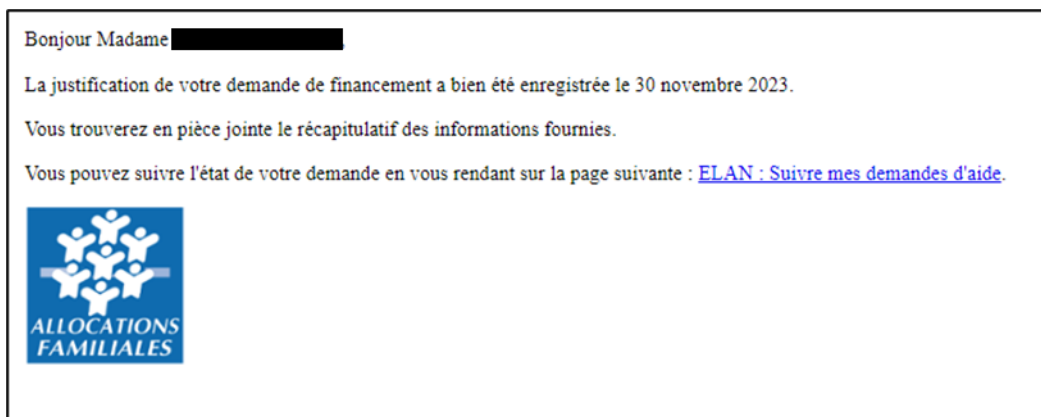 Bonjour Madame ,
La justification de votre demande de financement a bien été enregistrée le 30 novembre 2023.
Vous trouverez en pièce jointe le récapitulatif des informations fournies.
Vous pouvez suivre l'état de votre demande en vous rendant sur la page suivante : ELAN : Suivre mes demandes d'aide.
ALLOCATIONS
FAMILIALES